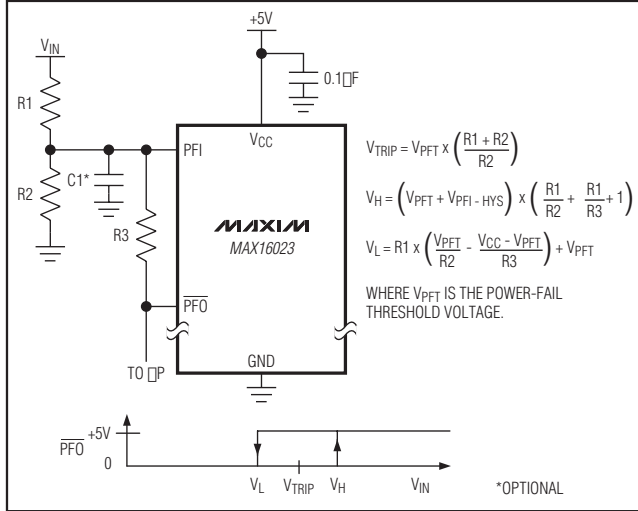 +5V
V_IN
R1
0.1□F
V_CC
PFI
R2
C1*
R3
MAXIM
MAX16023
PFO
TO □P
GND
V_TRIP = V_PFT x ( (R1 + R2) / R2 )
V_H = (V_PFT + V_PFI - HYS) x ( R1/R2 + R1/R3 + 1 )
V_L = R1 x ( V_PFT/R2 - (V_CC - V_PFT)/R3 ) + V_PFT
WHERE V_PFT IS THE POWER-FAIL
THRESHOLD VOLTAGE.
PFO
+5V
0
V_L
V_TRIP
V_H
V_IN
*OPTIONAL